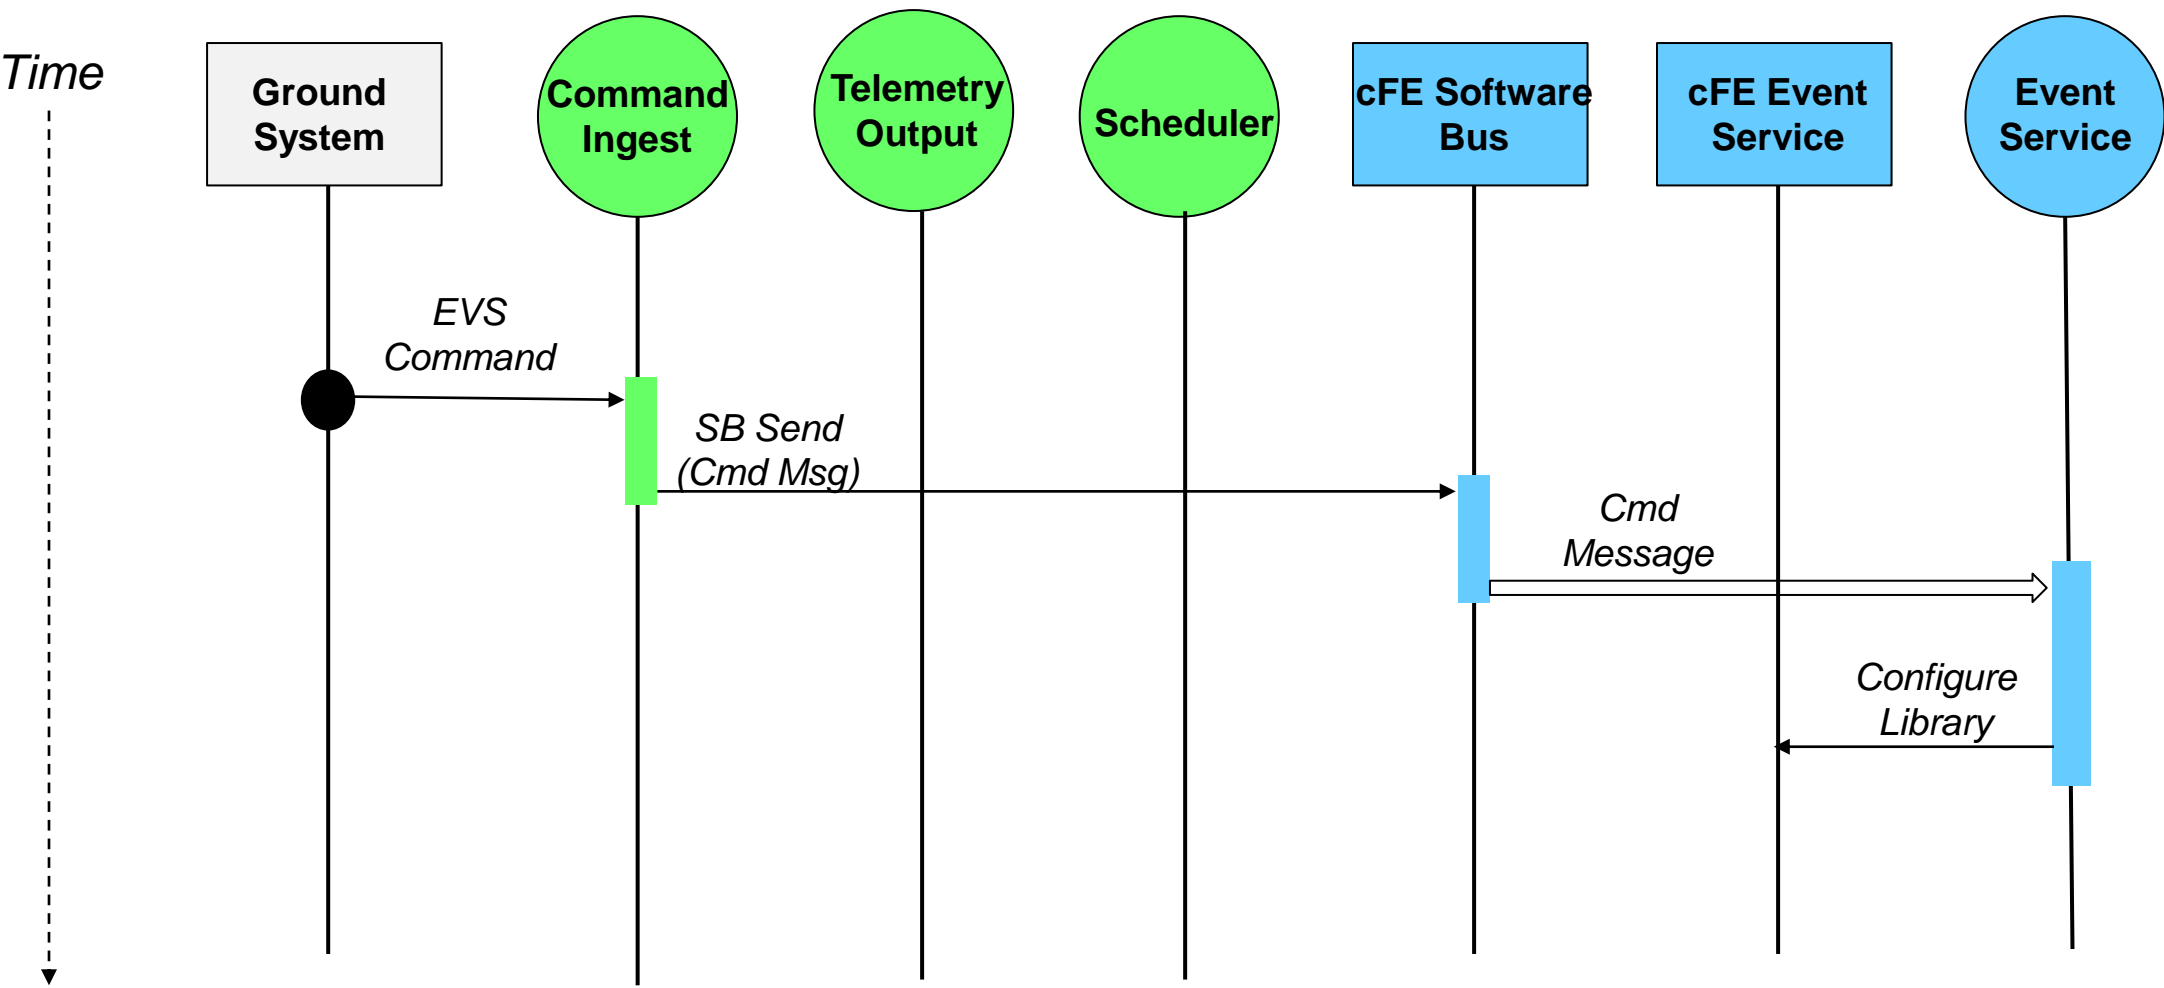 Time
Ground
System
Command
Ingest
Telemetry
Output
Scheduler
cFE Software
Bus
cFE Event
Service
Event
Service
EVS
Command
SB Send
(Cmd Msg)
Cmd
Message
Configure
Library